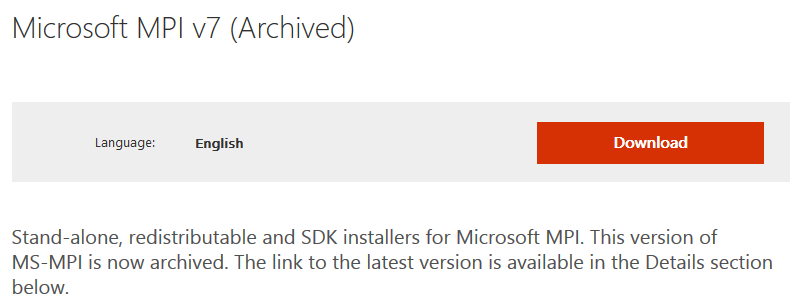 Microsoft MPI v7 (Archived)
Language: English Download
Stand-alone, redistributable and SDK installers for Microsoft MPI. This version of
MS-MPI is now archived. The link to the latest version is available in the Details section
below.